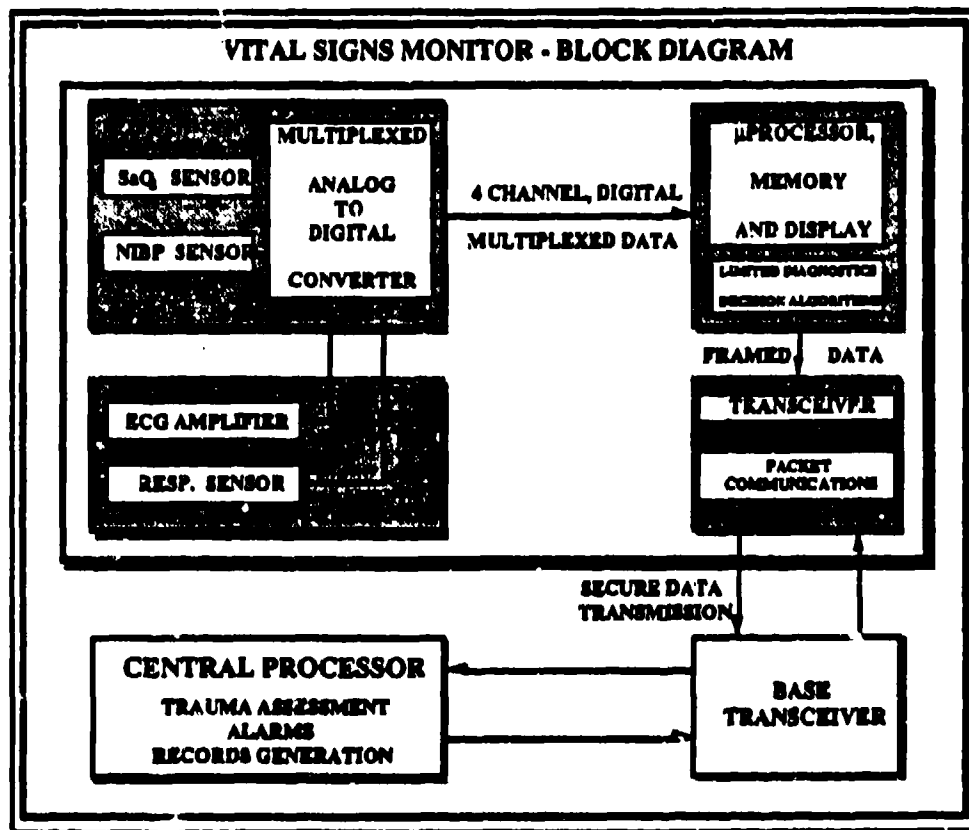 VITAL SIGNS MONITOR - BLOCK DIAGRAM
SaO₂ SENSOR
NIBP SENSOR
MULTIPLEXED
ANALOG
TO
DIGITAL
CONVERTER
4 CHANNEL, DIGITAL
MULTIPLEXED DATA
μPROCESSOR,
MEMORY
AND DISPLAY
LIMITED DIAGNOSTICS
DECISION ALGORITHMS
FRAMED DATA
ECG AMPLIFIER
RESP. SENSOR
TRANSCEIVER
PACKET
COMMUNICATIONS
SECURE DATA
TRANSMISSION
CENTRAL PROCESSOR
TRAUMA ASSESSMENT
ALARMS
RECORDS GENERATION
BASE
TRANSCEIVER